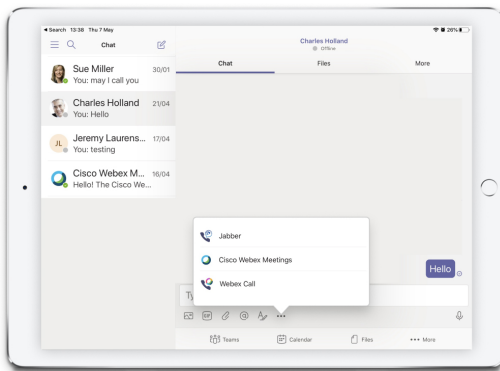 Search 13:38 Thu 7 May
26%
Chat
Charles Holland
Offline
Chat Files More
Sue Miller 30/01
You: may I call you
Charles Holland 21/04
You: Hello
JL
Jeremy Laurens... 17/04
You: testing
Cisco Webex M... 16/04
Hello! The Cisco We...
Jabber
Cisco Webex Meetings
Webex Call
Hello
Ty
GIF
Teams Calendar Files More